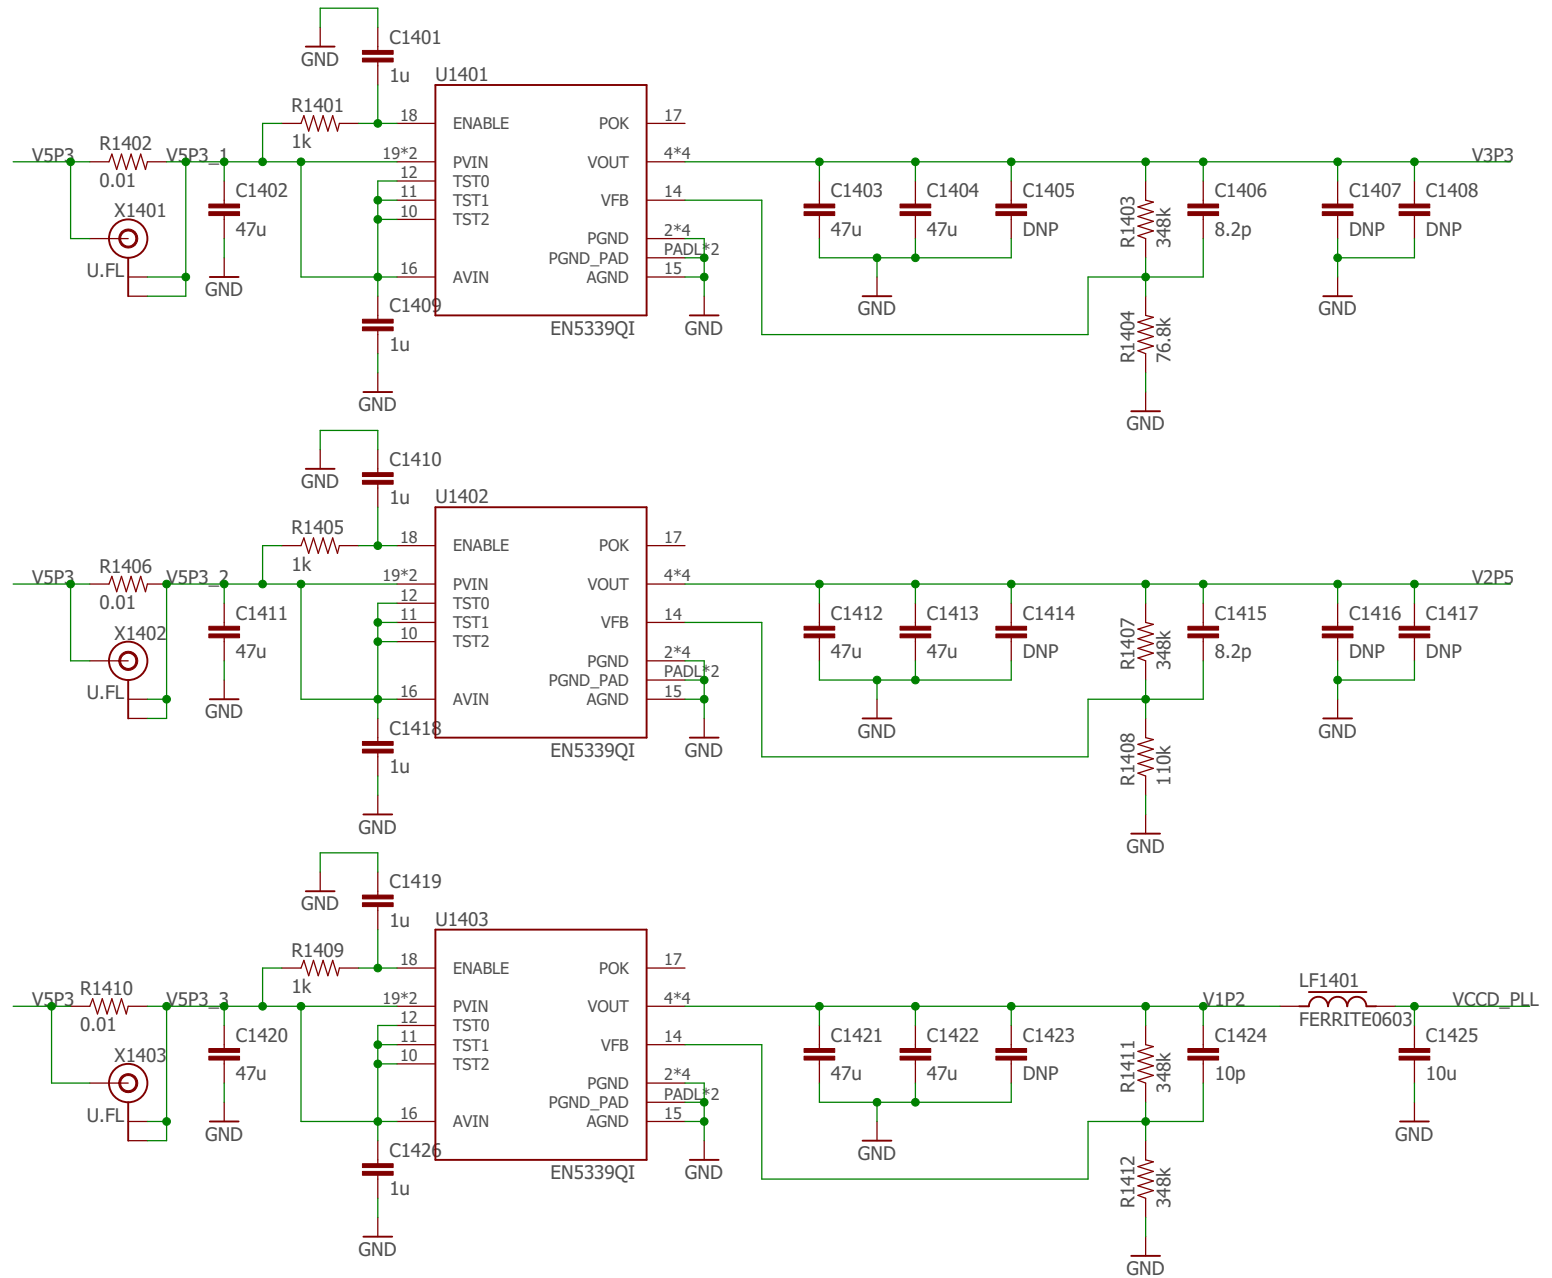 GND
C1401
1u
U1401
R1401
1k
18
ENABLE
POK
17
V5P3
R1402
0.01
V5P3_1
19*2
PVIN
VOUT
4*4
V3P3
12
TST0
11
TST1
10
TST2
VFB
14
X1401
U.FL
C1402
47u
GND
C1403
47u
C1404
47u
C1405
DNP
R1403
348k
C1406
8.2p
C1407
DNP
C1408
DNP
PGND
2*4
PGND_PAD
PADL*2
16
AVIN
AGND
15
C1409
1u
GND
EN5339QI
GND
GND
R1404
76.8k
GND
GND
GND
C1410
1u
U1402
R1405
1k
18
ENABLE
POK
17
V5P3
R1406
0.01
V5P3_2
19*2
PVIN
VOUT
4*4
V2P5
12
TST0
11
TST1
10
TST2
VFB
14
X1402
U.FL
C1411
47u
GND
C1412
47u
C1413
47u
C1414
DNP
R1407
348k
C1415
8.2p
C1416
DNP
C1417
DNP
PGND
2*4
PGND_PAD
PADL*2
16
AVIN
AGND
15
C1418
1u
GND
EN5339QI
GND
GND
R1408
110k
GND
GND
GND
C1419
1u
U1403
R1409
1k
18
ENABLE
POK
17
V5P3
R1410
0.01
V5P3_3
19*2
PVIN
VOUT
4*4
V1P2
LF1401
FERRITE0603
VCCD_PLL
12
TST0
11
TST1
10
TST2
VFB
14
X1403
U.FL
C1420
47u
GND
C1421
47u
C1422
47u
C1423
DNP
R1411
348k
C1424
10p
C1425
10u
PGND
2*4
PGND_PAD
PADL*2
16
AVIN
AGND
15
C1426
1u
GND
EN5339QI
GND
GND
R1412
348k
GND
GND